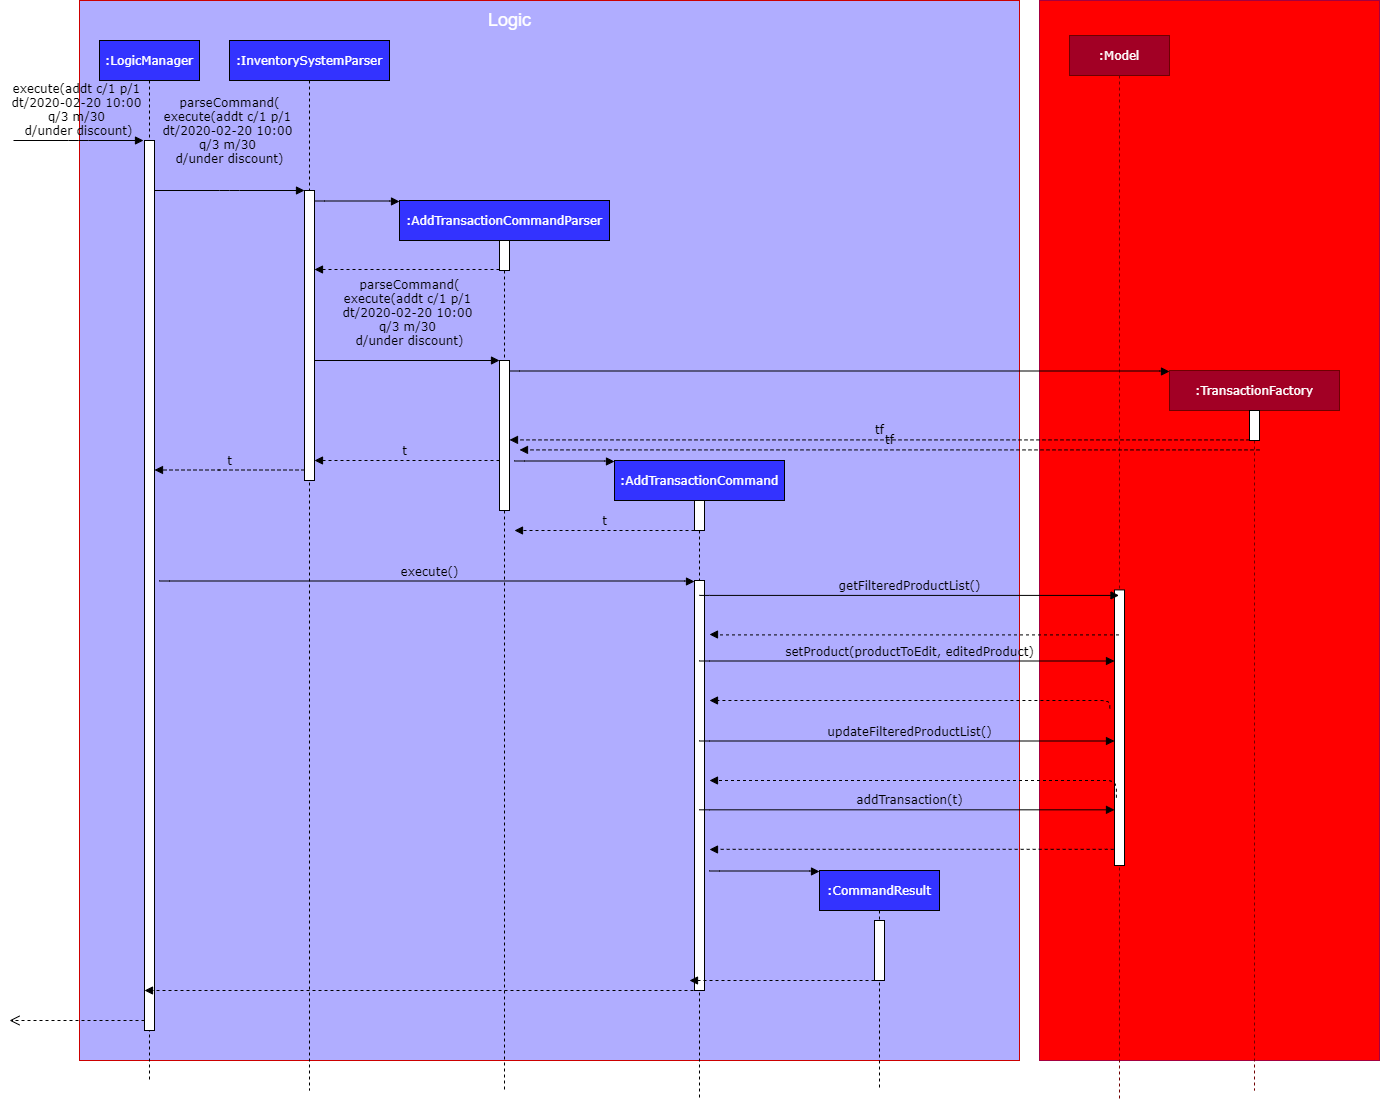 Logic
:LogicManager
:InventorySystemParser
:Model
execute(addt c/1 p/1
dt/2020-02-20 10:00
q/3 m/30
d/under discount)
parseCommand(
execute(addt c/1 p/1
dt/2020-02-20 10:00
q/3 m/30
d/under discount)
:AddTransactionCommandParser
parseCommand(
execute(addt c/1 p/1
dt/2020-02-20 10:00
q/3 m/30
d/under discount)
:TransactionFactory
tf
tf
t
t
:AddTransactionCommand
t
execute()
getFilteredProductList()
setProduct(productToEdit, editedProduct)
updateFilteredProductList()
addTransaction(t)
:CommandResult